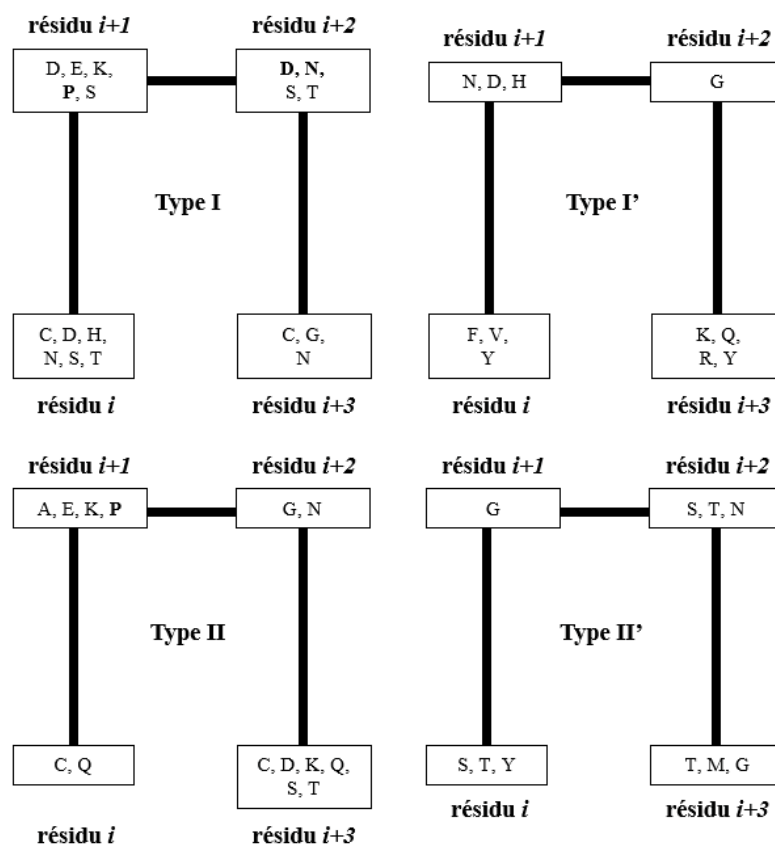 résidu i+1
résidu i+2
D, E, K,
P, S
D, N,
S, T
Type I
C, D, H,
N, S, T
C, G,
N
résidu i
résidu i+3
résidu i+1
résidu i+2
N, D, H
G
Type I’
F, V,
Y
K, Q,
R, Y
résidu i
résidu i+3
résidu i+1
résidu i+2
A, E, K, P
G, N
Type II
C, Q
C, D, K, Q,
S, T
résidu i
résidu i+3
résidu i+1
résidu i+2
G
S, T, N
Type II’
S, T, Y
T, M, G
résidu i
résidu i+3